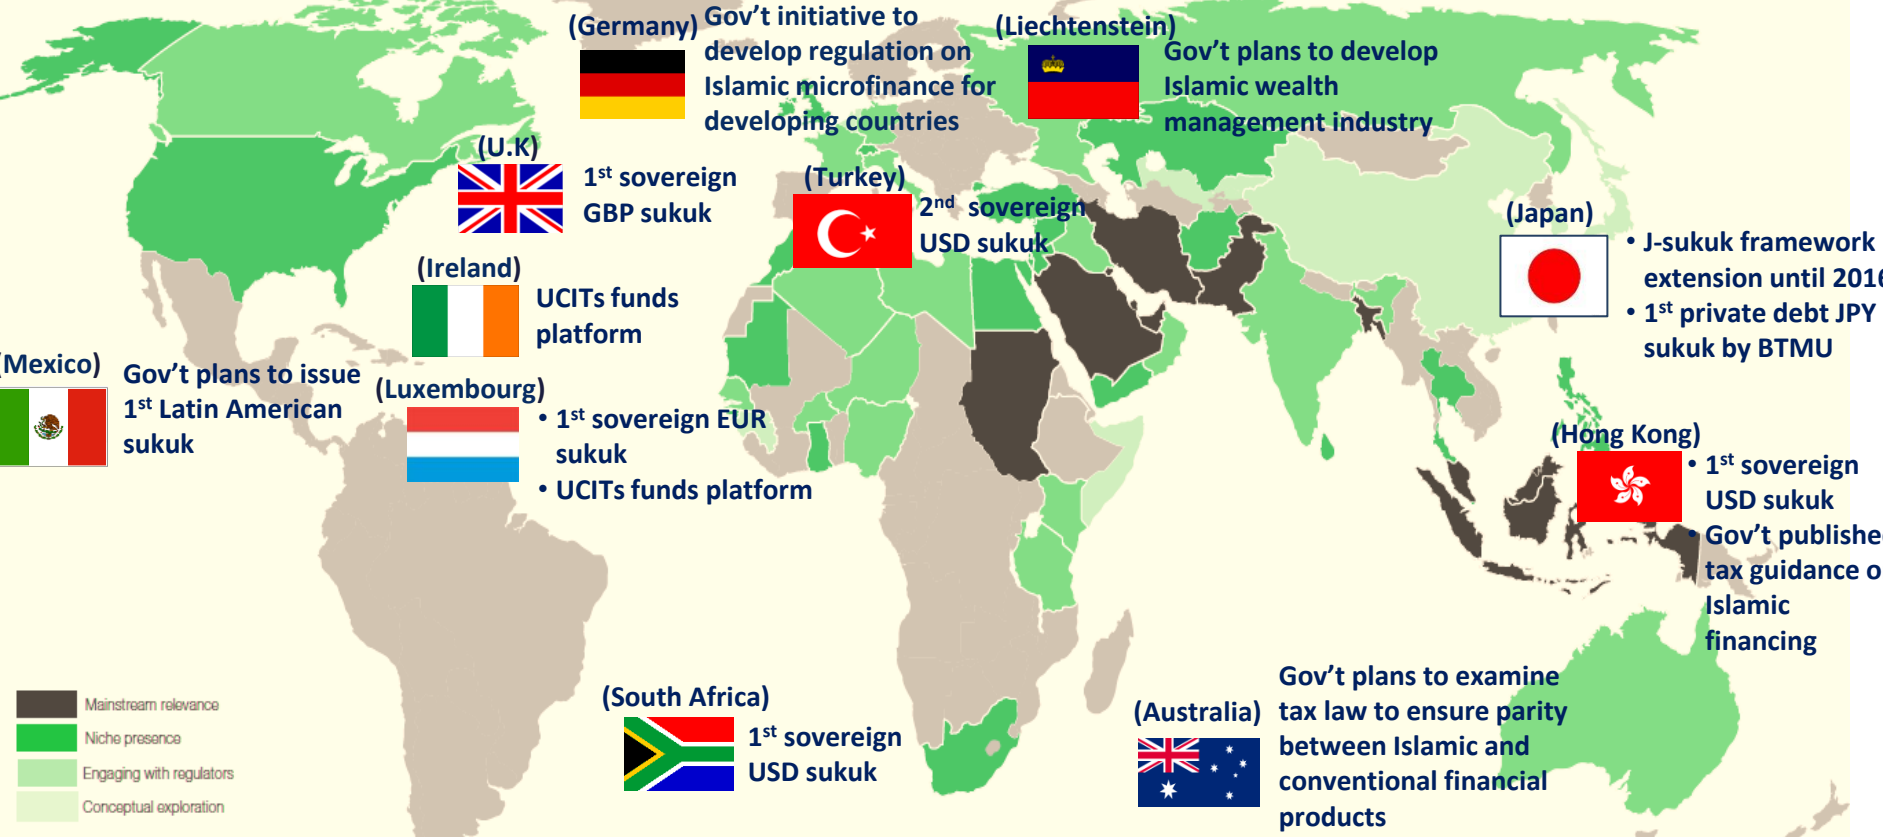 (Germany)
Gov’t initiative to
develop regulation on
Islamic microfinance for
developing countries
(Liechtenstein)
Gov’t plans to develop
Islamic wealth
management industry
(U.K)
1st sovereign
GBP sukuk
(Turkey)
2nd sovereign
USD sukuk
(Japan)
• J-sukuk framework
extension until 2016
• 1st private debt JPY
sukuk by BTMU
(Ireland)
UCITs funds
platform
(Mexico)
Gov’t plans to issue
1st Latin American
sukuk
(Luxembourg)
• 1st sovereign EUR
sukuk
• UCITs funds platform
(Hong Kong)
• 1st sovereign
USD sukuk
• Gov’t published
tax guidance o
Islamic
financing
(South Africa)
1st sovereign
USD sukuk
(Australia)
Gov’t plans to examine
tax law to ensure parity
between Islamic and
conventional financial
products
Mainstream relevance
Niche presence
Engaging with regulators
Conceptual exploration